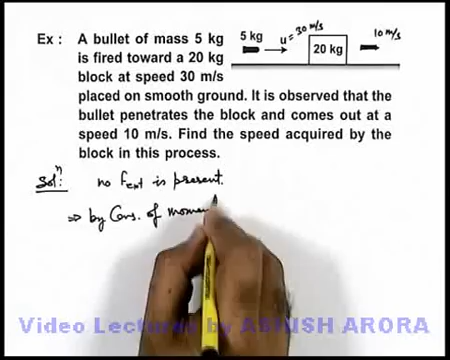 Ex : A bullet of mass 5 kg
is fired toward a 20 kg
block at speed 30 m/s
placed on smooth ground. It is observed that the
bullet penetrates the block and comes out at a
speed 10 m/s. Find the speed acquired by the
block in this process.
5 kg
u = 30 m/s
20 kg
10 m/s
Solⁿ: no Fext is present.
⇒ by Cons. of momen
Video Lectures by ASHISH ARORA